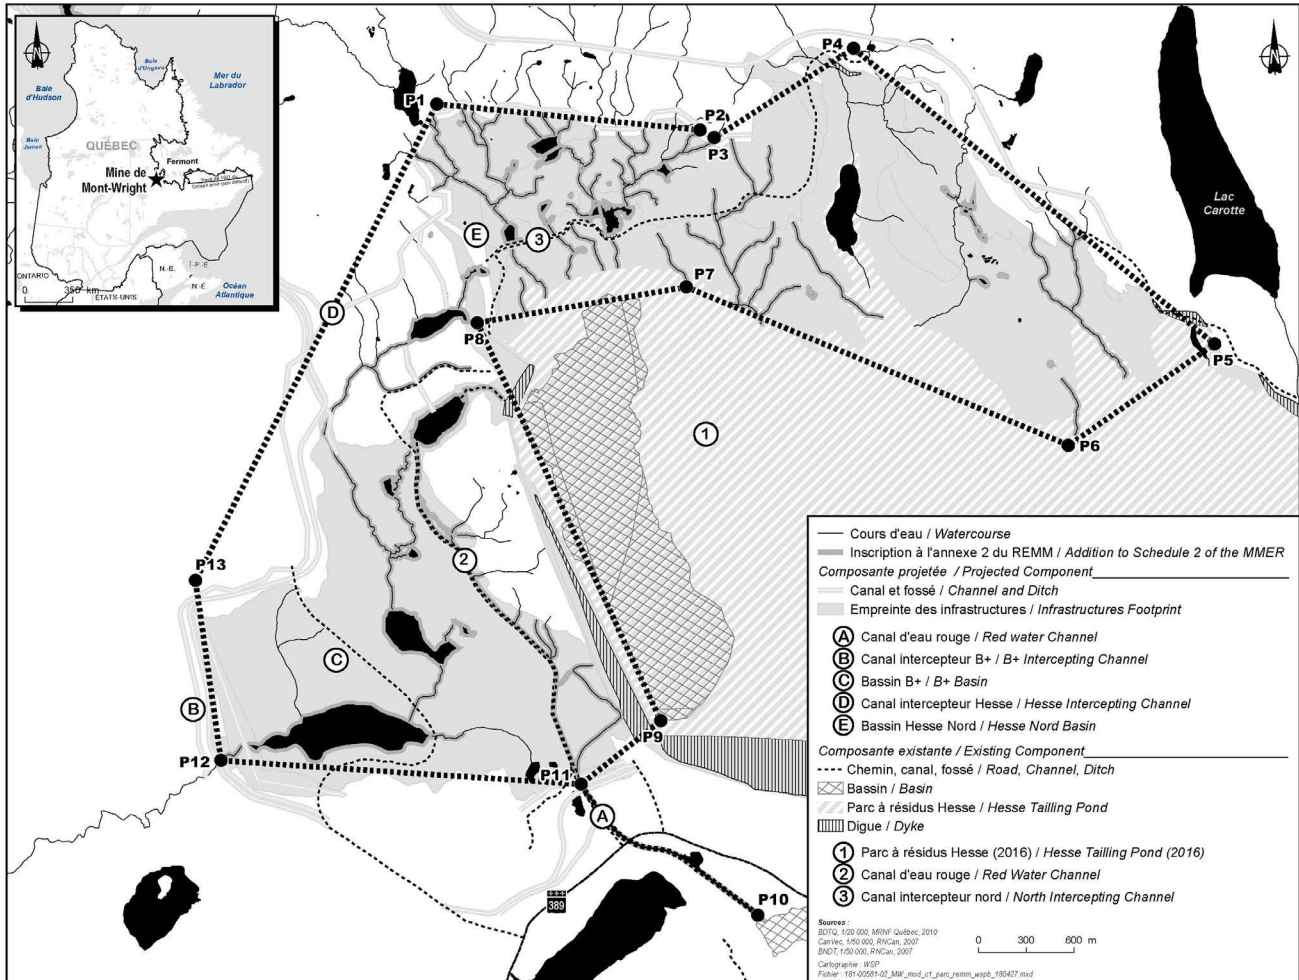 Baie
d'Hudson
Baie
d'Ungava
Mer du
Labrador
Baie
James
QUÉBEC
Fermont
Mine de
Mont-Wright
ONTARIO
N.-B.
Î.-P.-É.
N.-É.
ÉTATS-UNIS
Océan
Atlantique
0 350 km
N
N
P1
P2
P3
P4
Lac
Carotte
E
3
P7
D
P8
P5
1
P6
P13
2
C
B
P9
P12
P11
A
P10
389
Cours d'eau / Watercourse
Inscription à l'annexe 2 du REMM / Addition to Schedule 2 of the MMER
Composante projetée / Projected Component
Canal et fossé / Channel and Ditch
Empreinte des infrastructures / Infrastructures Footprint
A Canal d'eau rouge / Red water Channel
B Canal intercepteur B+ / B+ Intercepting Channel
C Bassin B+ / B+ Basin
D Canal intercepteur Hesse / Hesse Intercepting Channel
E Bassin Hesse Nord / Hesse Nord Basin
Composante existante / Existing Component
Chemin, canal, fossé / Road, Channel, Ditch
Bassin / Basin
Parc à résidus Hesse / Hesse Tailling Pond
Digue / Dyke
1 Parc à résidus Hesse (2016) / Hesse Tailling Pond (2016)
2 Canal d'eau rouge / Red Water Channel
3 Canal intercepteur nord / North Intercepting Channel
Sources :
BDTQ, 1/20 000, MRNF Québec, 2010
CanVec, 1/50 000, RNCan, 2007
BNDT, 1/50 000, RNCan, 2007
Cartographie : WSP
Fichier : 181-00581-02_MW_mod_c1_parc_remm_wspb_180427.mxd
0 300 600 m